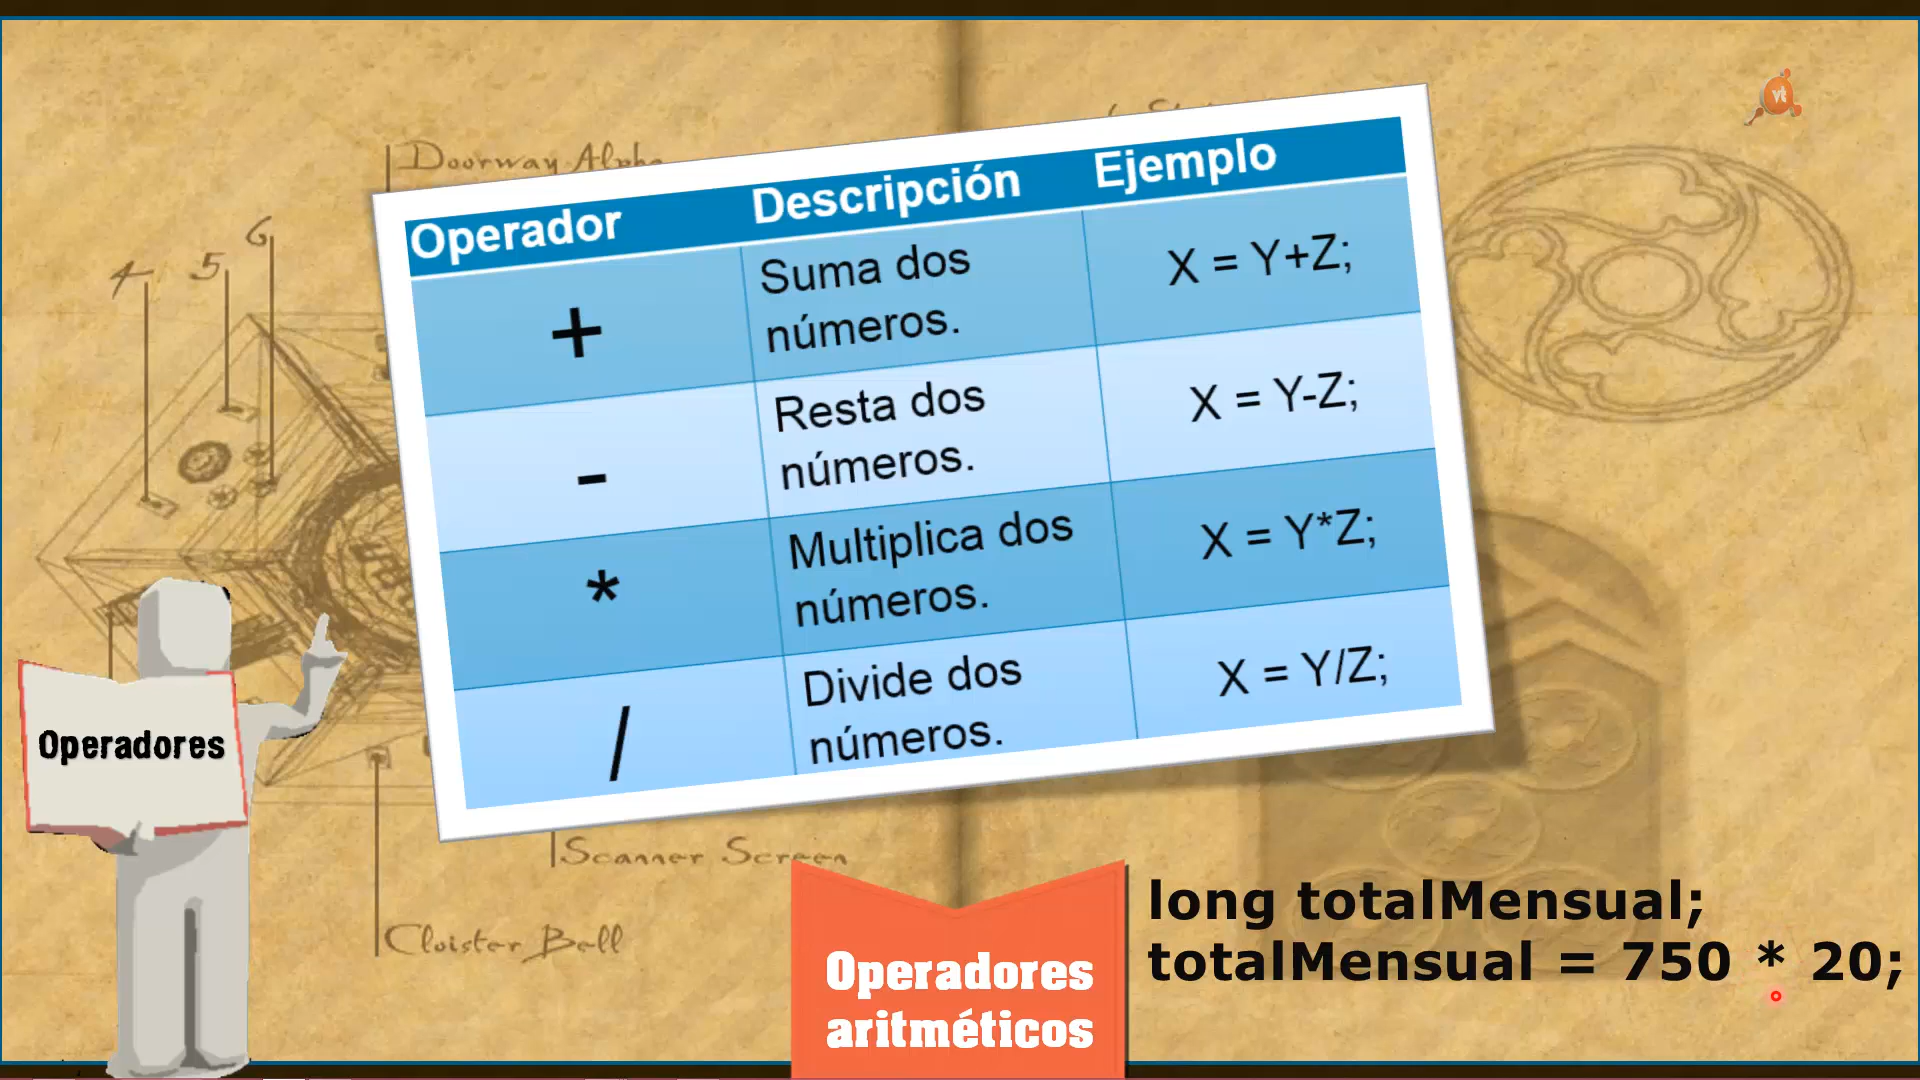 Doorway Alpha
4 5 6
vt
Operador Descripción Ejemplo
+ Suma dos X = Y+Z;
números.
- Resta dos X = Y-Z;
números.
* Multiplica dos X = Y*Z;
números.
/ Divide dos X = Y/Z;
números.
Operadores
Scanner Screen
Cloister Bell
Operadores
aritméticos
long totalMensual;
totalMensual = 750 * 20;